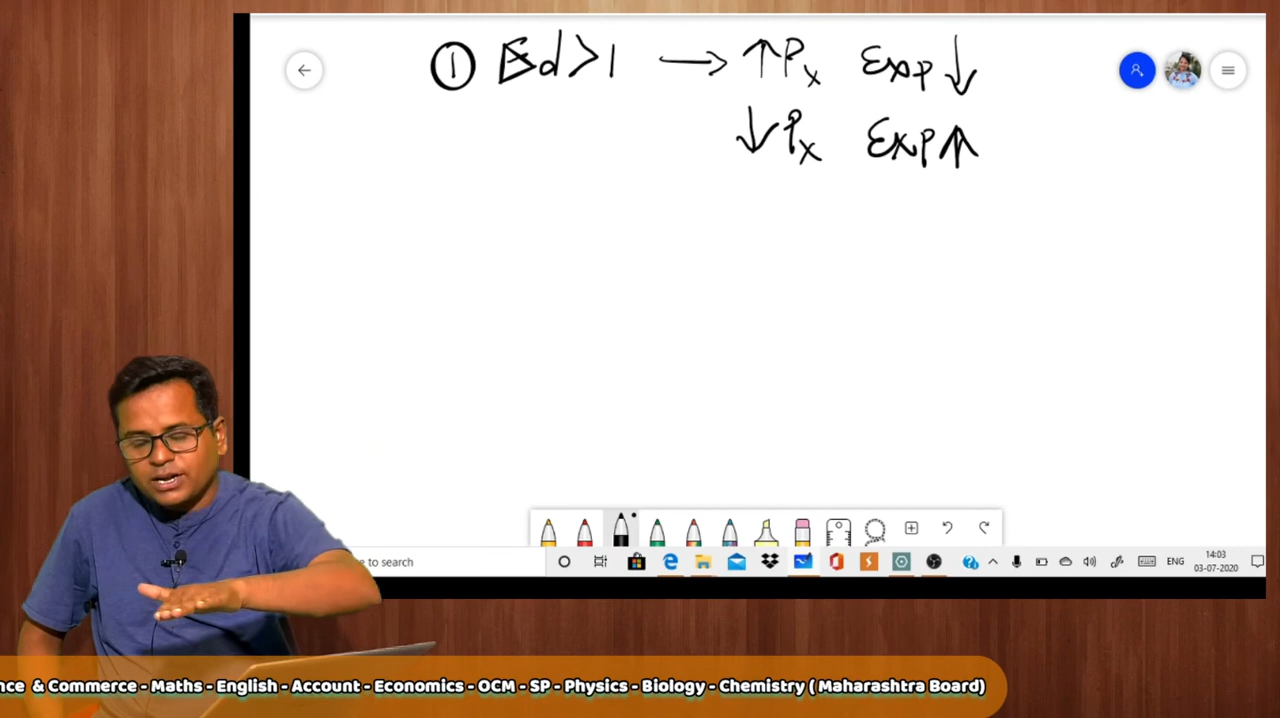 ① Ed > 1 → ↑ Px Exp ↓
↓ Px Exp ↑
e to search
ENG
14:03
03-07-2020
nce & Commerce - Maths - English - Account - Economics - OCM - SP - Physics - Biology - Chemistry ( Maharashtra Board)